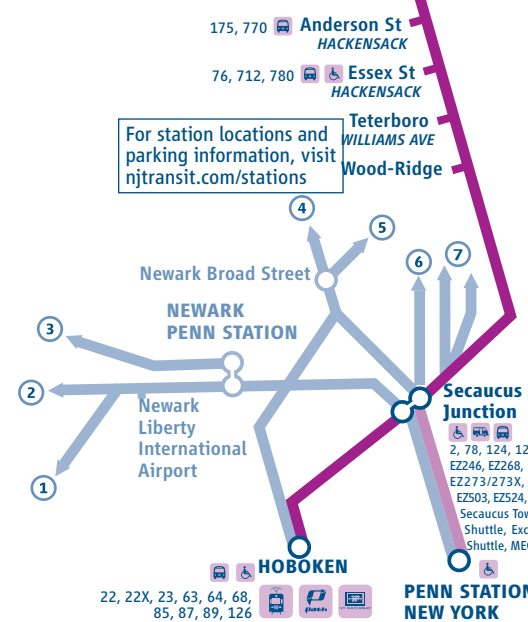 175, 770 Anderson St
HACKENSACK
76, 712, 780 Essex St
HACKENSACK
Teterboro
WILLIAMS AVE
Wood-Ridge
For station locations and
parking information, visit
njtransit.com/stations
4
5
6
7
Newark Broad Street
NEWARK
PENN STATION
3
2
1
Newark
Liberty
International
Airport
Secaucus
Junction
2, 78, 124, 12
EZ246, EZ268,
EZ273/273X,
EZ503, EZ524,
Secaucus Tow
Shuttle, Exc
Shuttle, ME
HOBOKEN
22, 22X, 23, 63, 64, 68,
85, 87, 89, 126
path
PENN STATION
NEW YORK